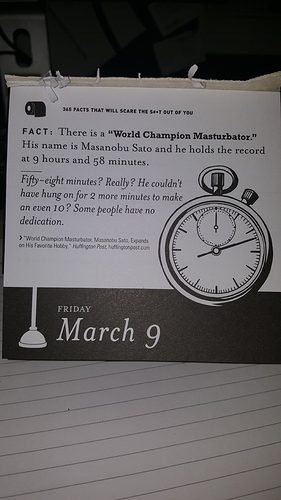 365 FACTS THAT WILL SCARE THE S#*T OUT OF YOU
FACT: There is a "World Champion Masturbator."
His name is Masanobu Sato and he holds the record
at 9 hours and 58 minutes.
Fifty-eight minutes? Really? He couldn't
have hung on for 2 more minutes to make
an even 10? Some people have no
dedication.
> "World Champion Masturbator, Masanobu Sato, Expands
on His Favorite Hobby," Huffington Post, huffingtonpost.com
FRIDAY
March 9